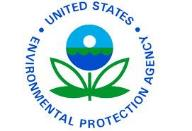 UNITED STATES
ENVIRONMENTAL PROTECTION AGENCY